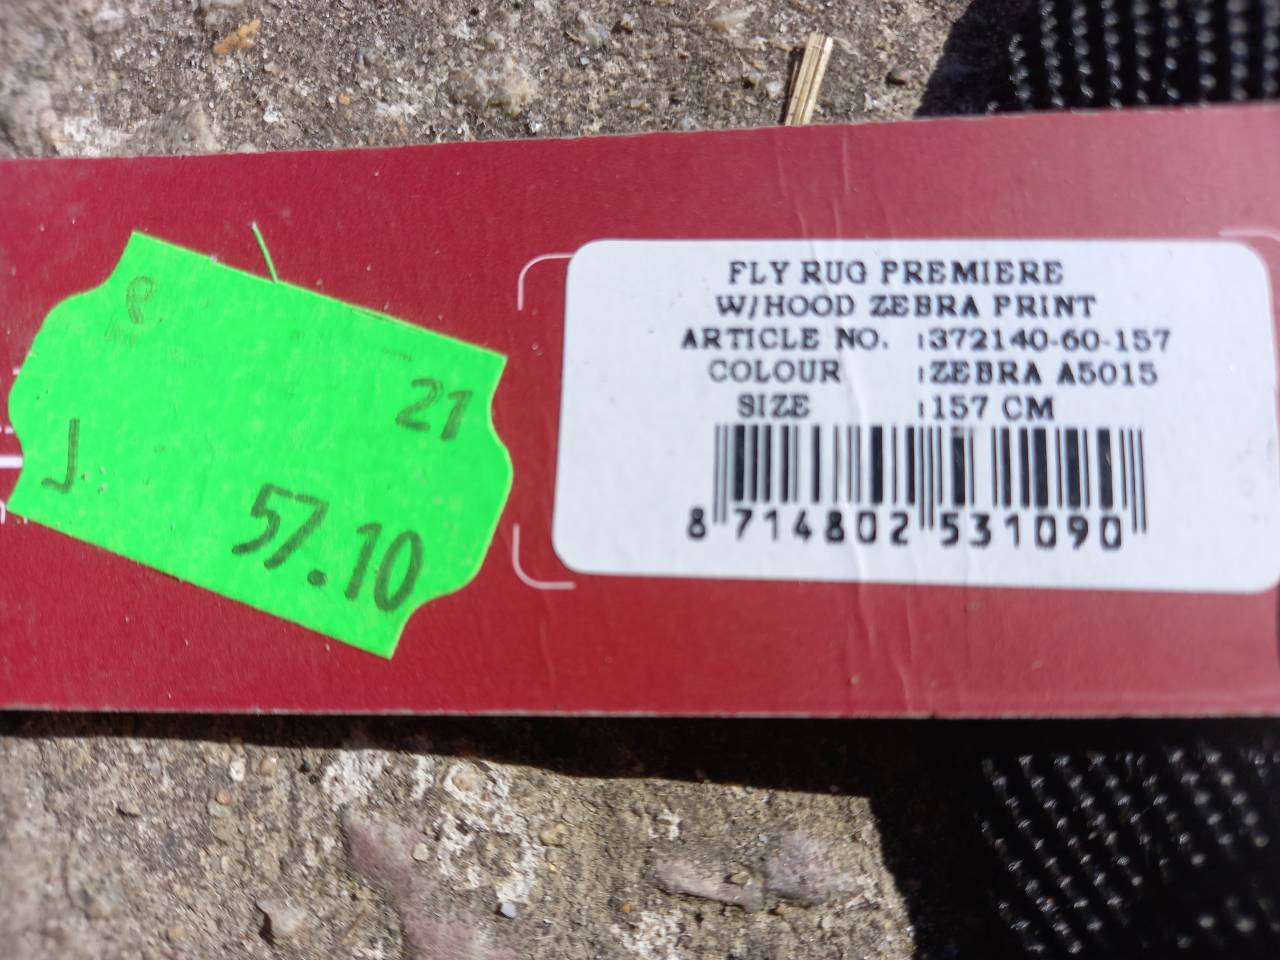 21
57.10
FLY RUG PREMIERE
W/HOOD ZEBRA PRINT
ARTICLE NO. :372140-60-157
COLOUR :ZEBRA A5015
SIZE :157 CM
8 714802 531090